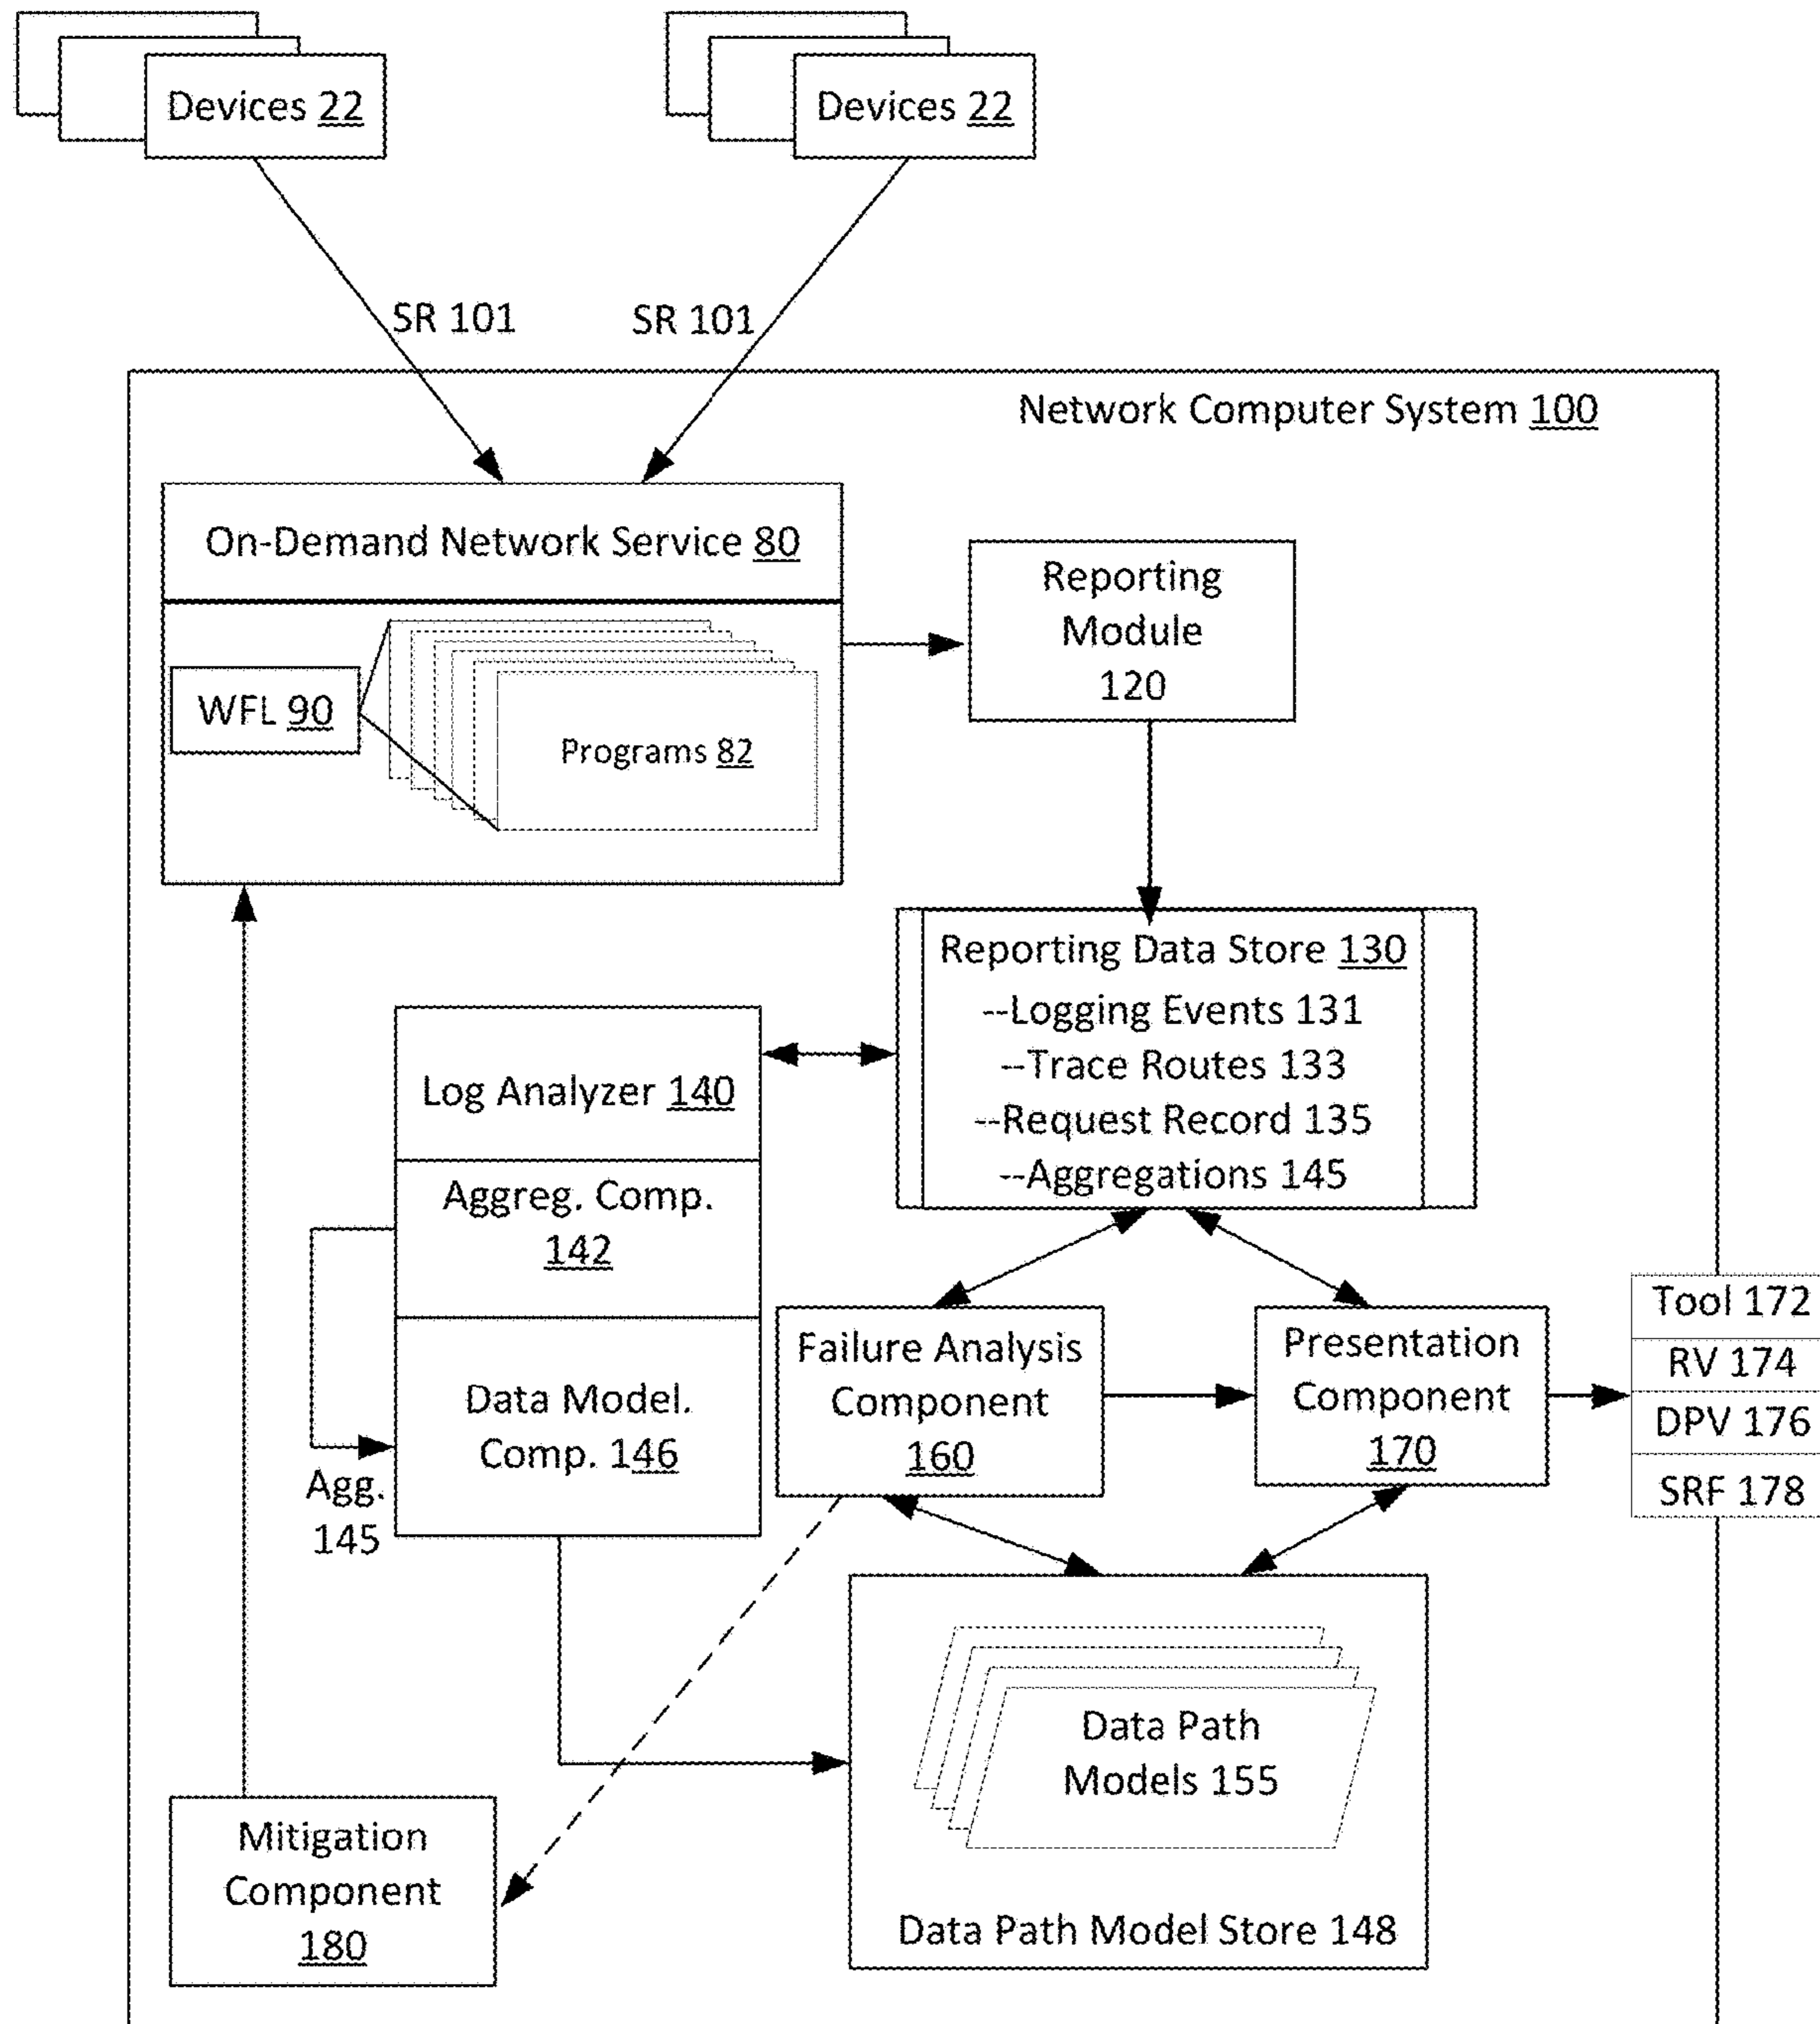 Devices 22
Devices 22
SR 101
SR 101
Network Computer System 100
On-Demand Network Service 80
WFL 90
Programs 82
Reporting
Module
120
Reporting Data Store 130
--Logging Events 131
--Trace Routes 133
--Request Record 135
--Aggregations 145
Log Analyzer 140
Aggreg. Comp.
142
Data Model.
Comp. 146
Agg.
145
Failure Analysis
Component
160
Presentation
Component
170
Tool 172
RV 174
DPV 176
SRF 178
Data Path
Models 155
Data Path Model Store 148
Mitigation
Component
180